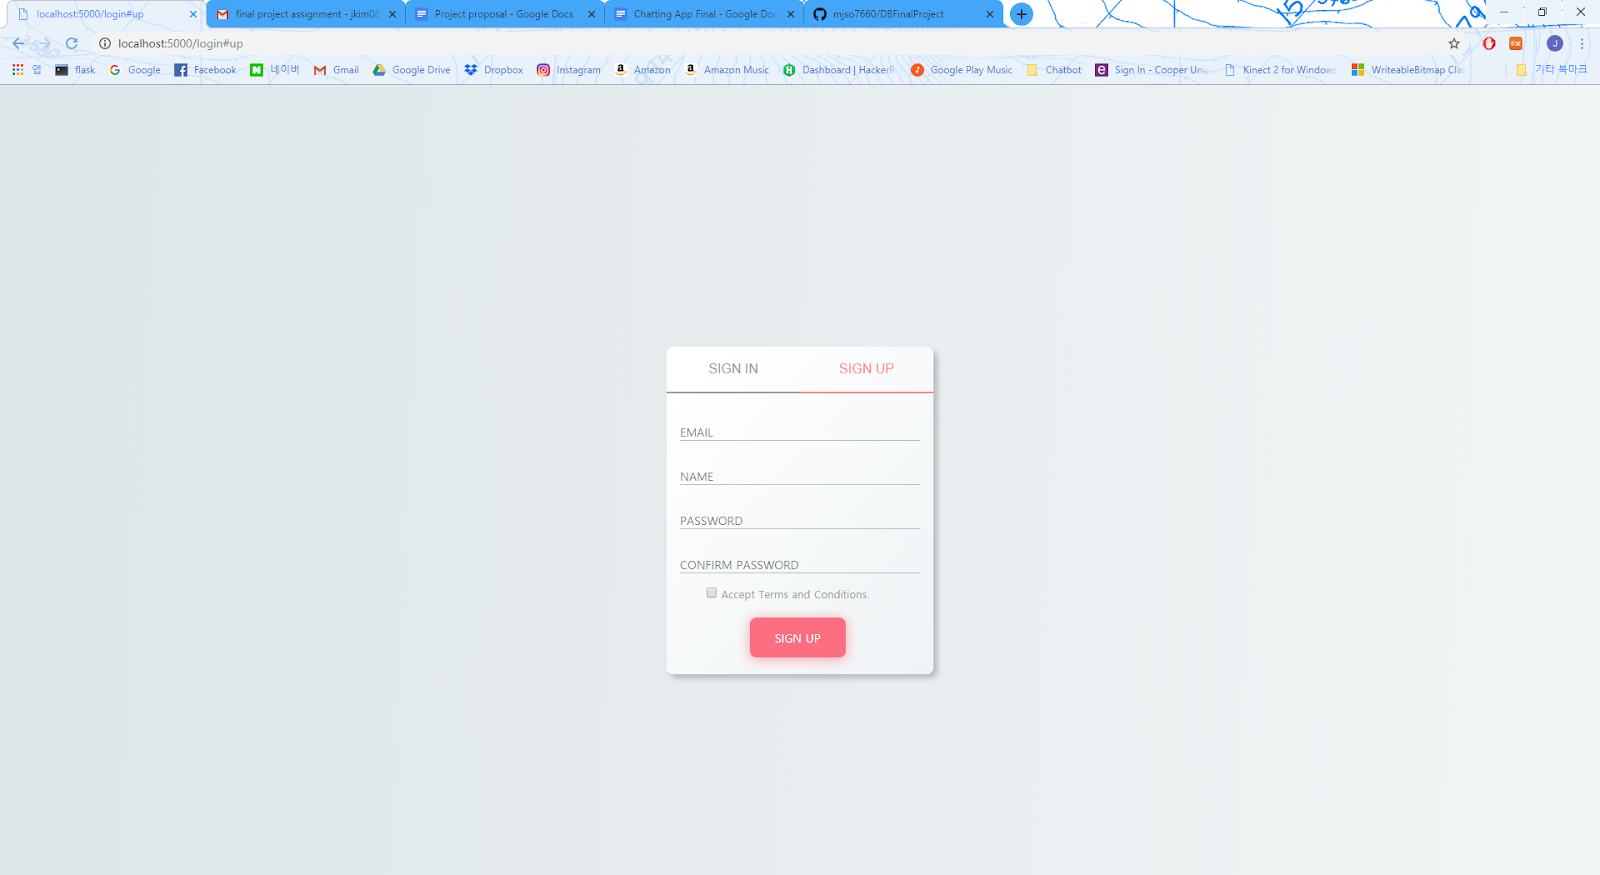 localhost:5000/login#up
final project assignment - jkim08
Project proposal - Google Docs
Chatting App Final - Google Doc
mjso7660/DBFinalProject
localhost:5000/login#up
앱 flask Google Facebook 네이버 Gmail Google Drive Dropbox Instagram Amazon Amazon Music Dashboard | HackerR Google Play Music Chatbot Sign In - Cooper Unio Kinect 2 for Windows WriteableBitmap Clas 기타 북마크
SIGN IN SIGN UP
EMAIL
NAME
PASSWORD
CONFIRM PASSWORD
Accept Terms and Conditions.
SIGN UP